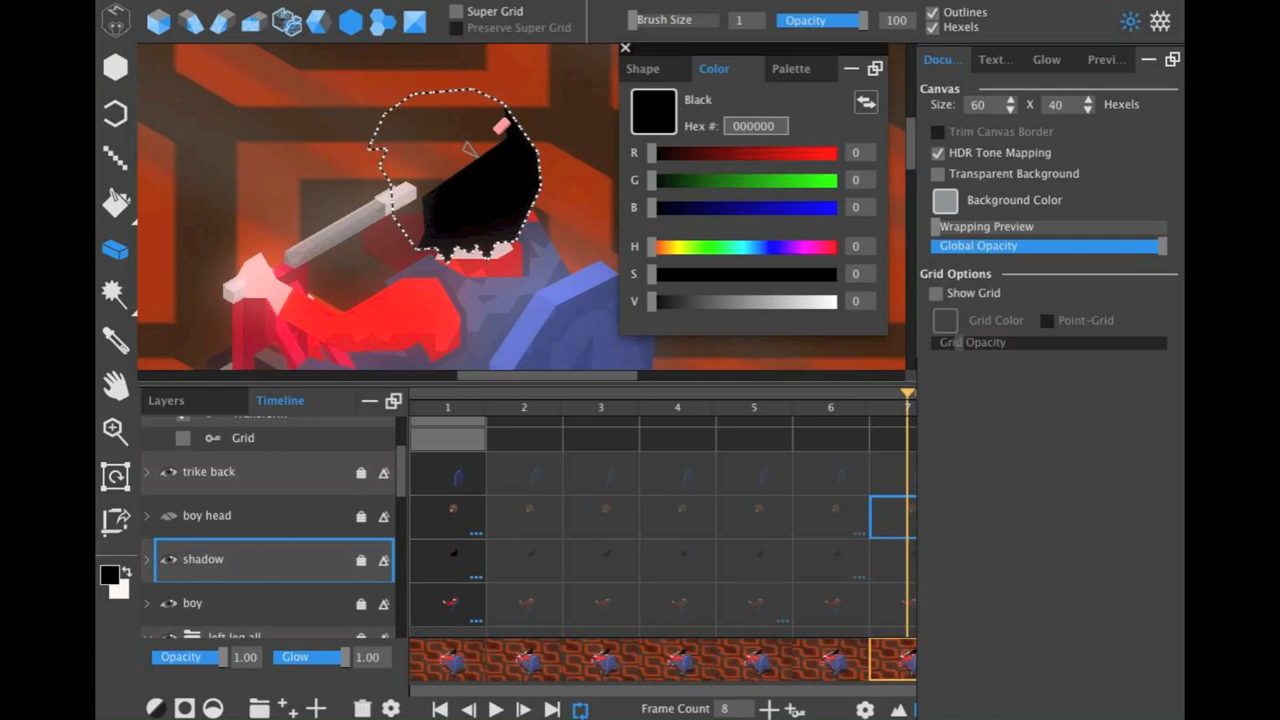 Super Grid
Preserve Super Grid
Brush Size 1
Opacity 100
Outlines
Hexels
Shape Color Palette
Black
Hex #: 000000
R 0
G 0
B 0
H 0
S 0
V 0
Docu... Text... Glow Previ...
Canvas
Size: 60 X 40 Hexels
Trim Canvas Border
HDR Tone Mapping
Transparent Background
Background Color
Wrapping Preview
Global Opacity
Grid Options
Show Grid
Grid Color Point-Grid
Grid Opacity
Layers Timeline
1 2 3 4 5 6 7
Grid
trike back
boy head
shadow
boy
left leg all
Opacity 1.00 Glow 1.00
Frame Count 8